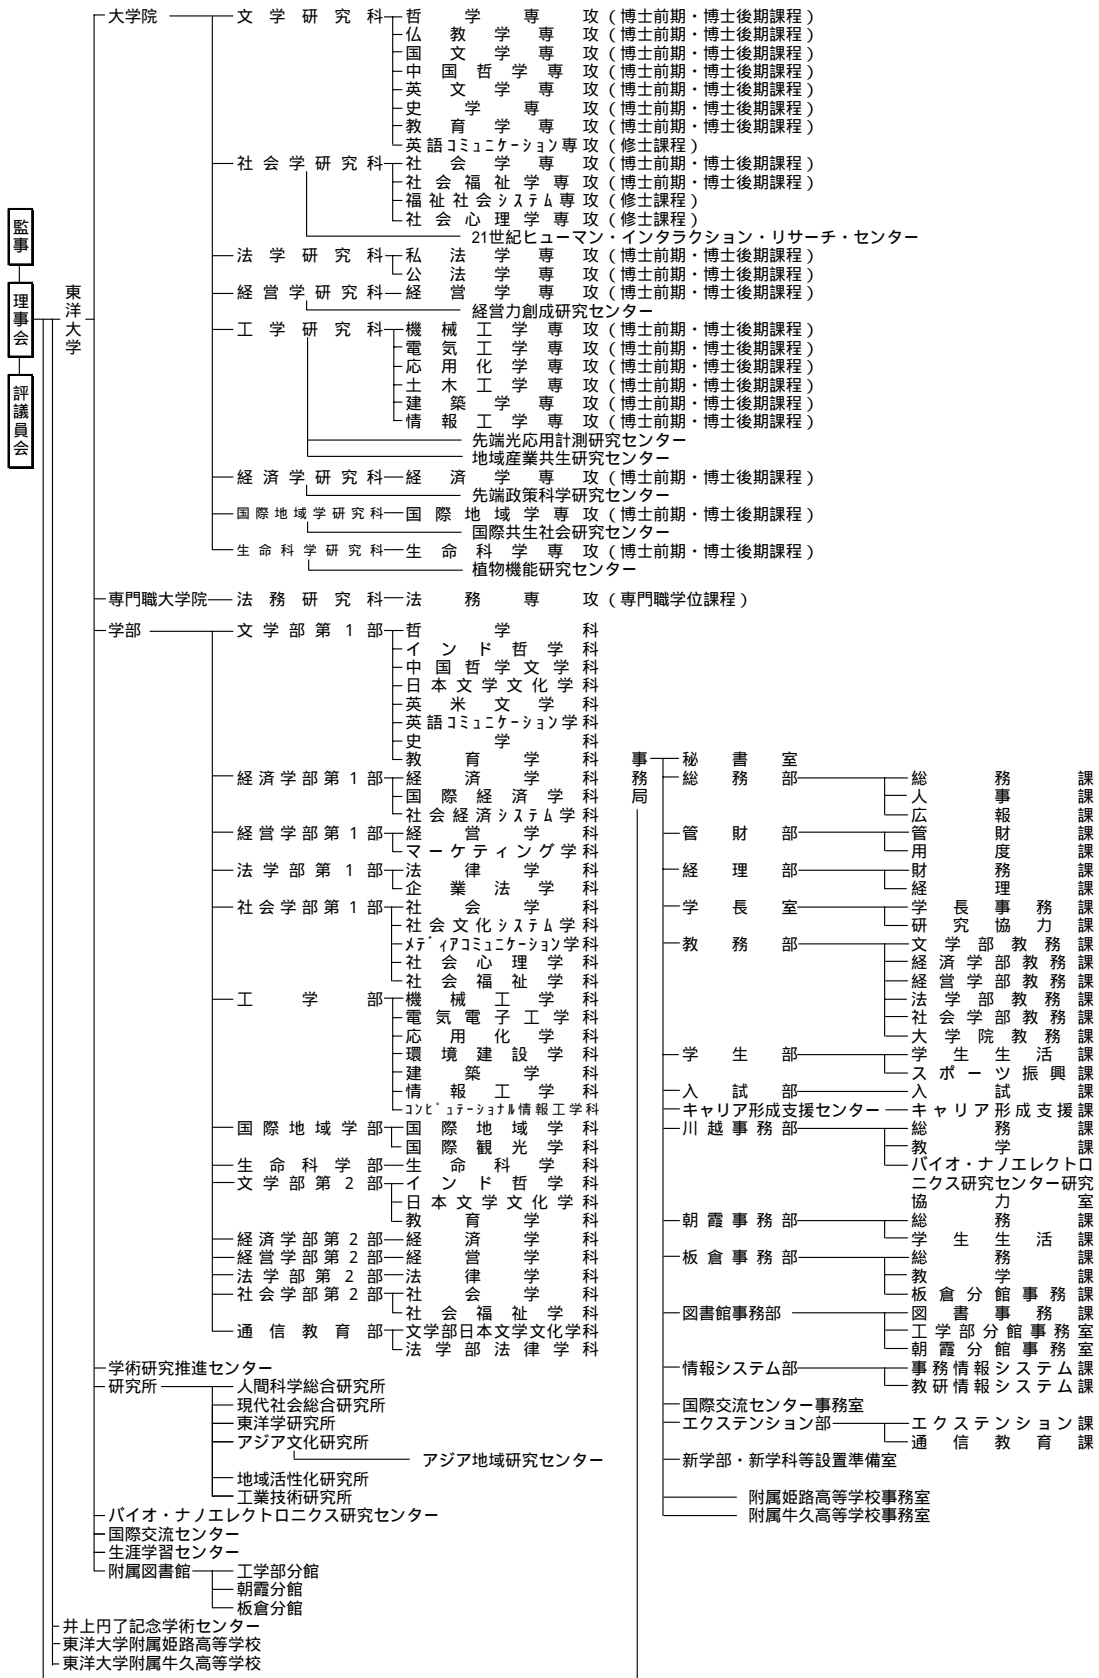 監事
理事会
評議員会
東洋大学
大学院
文学研究科
哲学専攻(博士前期・博士後期課程)
仏教学専攻(博士前期・博士後期課程)
国文学専攻(博士前期・博士後期課程)
中国哲学専攻(博士前期・博士後期課程)
英文学専攻(博士前期・博士後期課程)
史学専攻(博士前期・博士後期課程)
教育学専攻(博士前期・博士後期課程)
英語コミュニケーション専攻(修士課程)
社会学研究科
社会学専攻(博士前期・博士後期課程)
社会福祉学専攻(博士前期・博士後期課程)
福祉社会システム専攻(修士課程)
社会心理学専攻(修士課程)
21世紀ヒューマン・インタラクション・リサーチ・センター
法学研究科
私法学専攻(博士前期・博士後期課程)
公法学専攻(博士前期・博士後期課程)
経営学研究科
経営学専攻(博士前期・博士後期課程)
経営力創成研究センター
工学研究科
機械工学専攻(博士前期・博士後期課程)
電気工学専攻(博士前期・博士後期課程)
応用化学専攻(博士前期・博士後期課程)
土木工学専攻(博士前期・博士後期課程)
建築学専攻(博士前期・博士後期課程)
情報工学専攻(博士前期・博士後期課程)
先端光応用計測研究センター
地域産業共生研究センター
経済学研究科
経済学専攻(博士前期・博士後期課程)
先端政策科学研究センター
国際地域学研究科
国際地域学専攻(博士前期・博士後期課程)
国際共生社会研究センター
生命科学研究科
生命科学専攻(博士前期・博士後期課程)
植物機能研究センター
専門職大学院
法務研究科
法務専攻(専門職学位課程)
学部
文学部第1部
哲学科
インド哲学科
中国哲学文学科
日本文学文化学科
英米文学科
英語コミュニケーション学科
史学科
教育学科
経済学部第1部
経済学科
国際経済学科
社会経済システム学科
経営学部第1部
経営学科
マーケティング学科
法学部第1部
法律学科
企業法学科
社会学部第1部
社会学科
社会文化システム学科
メディアコミュニケーション学科
社会心理学科
社会福祉学科
工学部
機械工学科
電気電子工学科
応用化学科
環境建設学科
建築学科
情報工学科
コンピュテーショナル情報工学科
国際地域学部
国際地域学科
国際観光学科
生命科学部
生命科学科
文学部第2部
インド哲学科
日本文学文化学科
教育学科
経済学部第2部
経済学科
経営学部第2部
経営学科
法学部第2部
法律学科
社会学部第2部
社会学科
社会福祉学科
通信教育部
文学部日本文学文化学科
法学部法律学科
学術研究推進センター
研究所
人間科学総合研究所
現代社会総合研究所
東洋学研究所
アジア文化研究所
アジア地域研究センター
地域活性化研究所
工業技術研究所
バイオ・ナノエレクトロニクス研究センター
国際交流センター
生涯学習センター
附属図書館
工学部分館
朝霞分館
板倉分館
井上円了記念学術センター
東洋大学附属姫路高等学校
東洋大学附属牛久高等学校
事務局
秘書室
総務部
総務課
人事課
広報課
管財部
管財課
用度課
経理部
財務課
経理課
学長室
学長事務課
研究協力課
教務部
文学部教務課
経済学部教務課
経営学部教務課
法学部教務課
社会学部教務課
大学院教務課
学生部
学生生活課
スポーツ振興課
入試部
入試課
キャリア形成支援センター
キャリア形成支援課
川越事務部
総務課
教学課
バイオ・ナノエレクトロ
ニクス研究センター研究
協力室
朝霞事務部
総務課
学生生活課
板倉事務部
総務課
教学課
板倉分館事務課
図書館事務部
図書事務課
工学部分館事務室
朝霞分館事務室
情報システム部
事務情報システム課
教研情報システム課
国際交流センター事務室
エクステンション部
エクステンション課
通信教育課
新学部・新学科等設置準備室
附属姫路高等学校事務室
附属牛久高等学校事務室